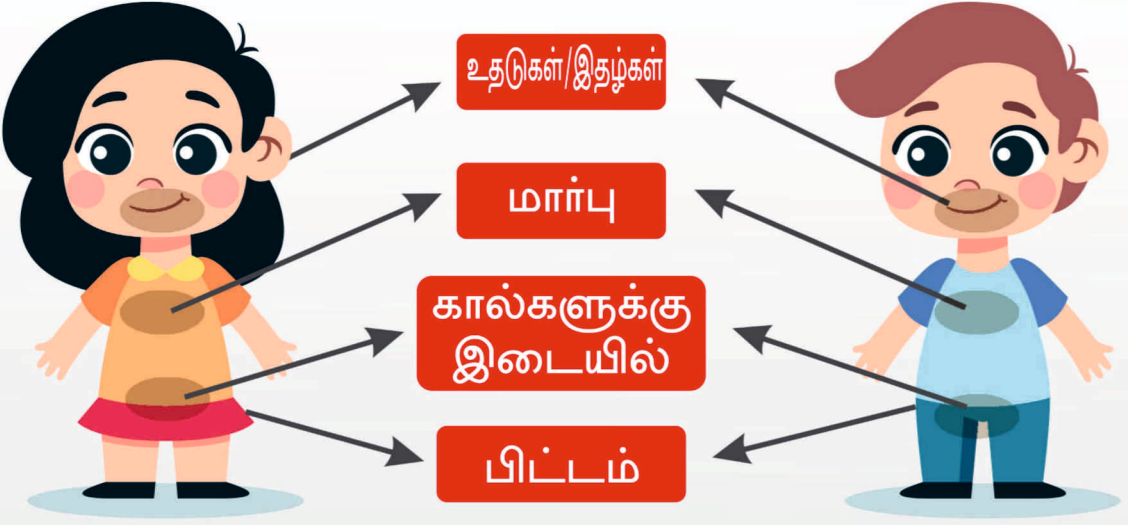 உதடுகள்/இதழ்கள்
மார்பு
கால்களுக்கு
இடையில்
பிட்டம்